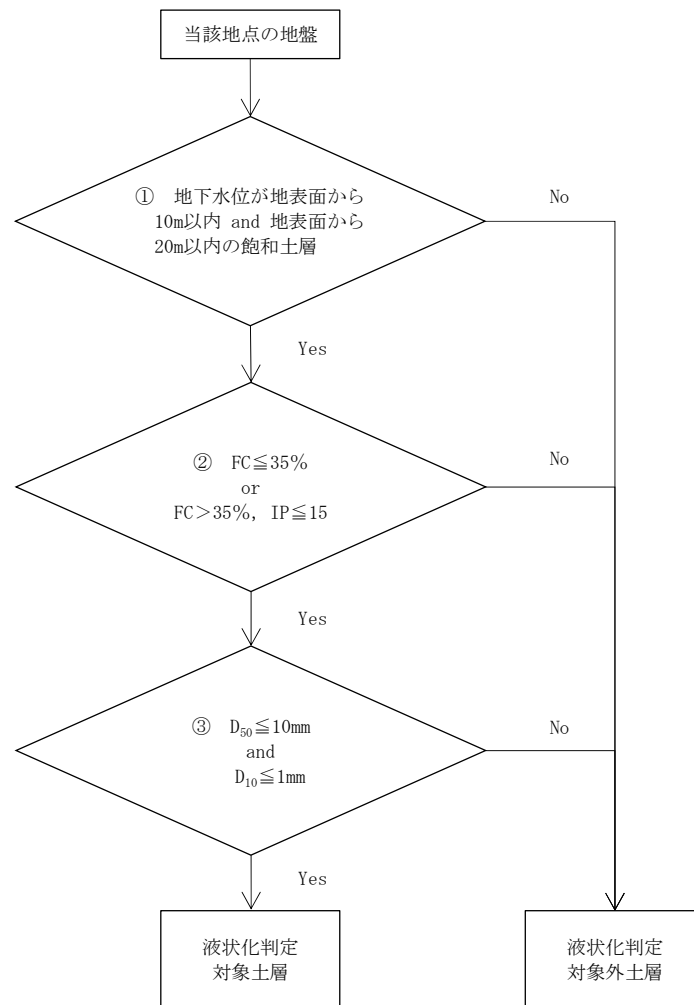 当該地点の地盤
① 地下水位が地表面から
10m以内 and 地表面から
20m以内の飽和土層
No
Yes
② FC≦35%
or
FC>35%, IP≦15
No
Yes
③ D₅₀≦10mm
and
D₁₀≦1mm
No
Yes
液状化判定
対象土層
液状化判定
対象外土層